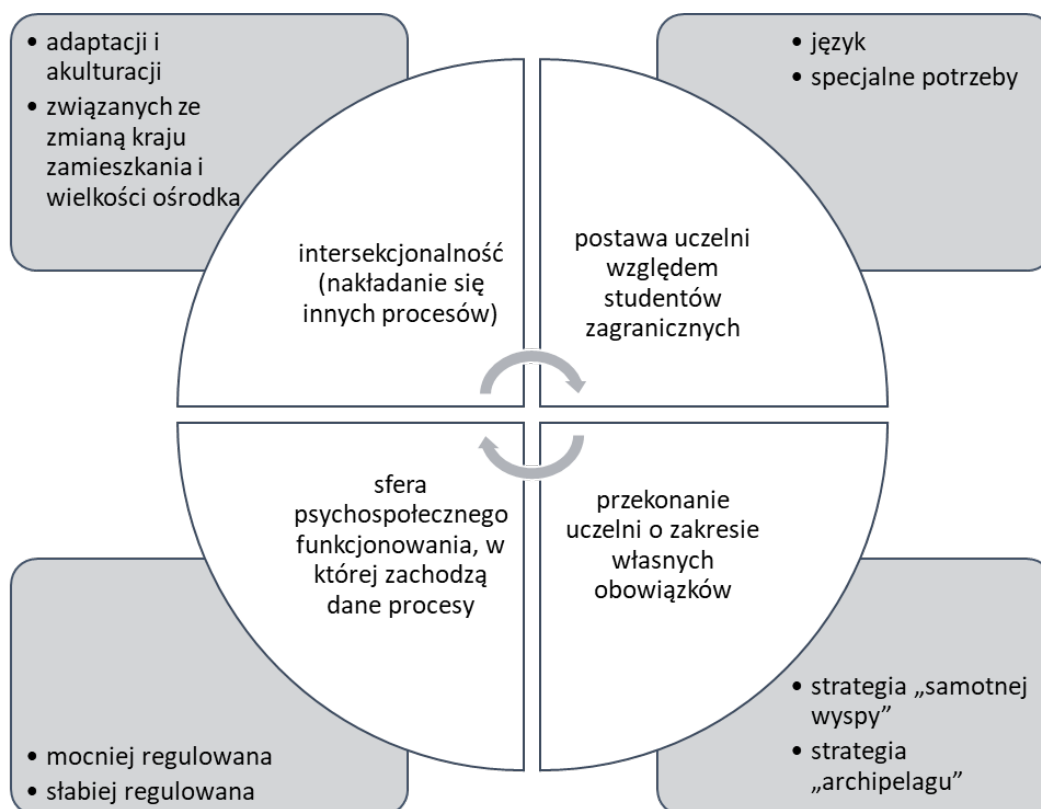 • adaptacji i
akulturacji
• związanych ze
zmianą kraju
zamieszkania i
wielkości ośrodka
• język
• specjalne potrzeby
intersekcjonalność
(nakładanie się
innych procesów)
postawa uczelni
względem
studentów
zagranicznych
sfera
psychospołecznego
funkcjonowania, w
której zachodzą
dane procesy
przekonanie
uczelni o zakresie
własnych
obowiązków
• mocniej regulowana
• słabiej regulowana
• strategia „samotnej
wyspy”
• strategia
„archipelagu”